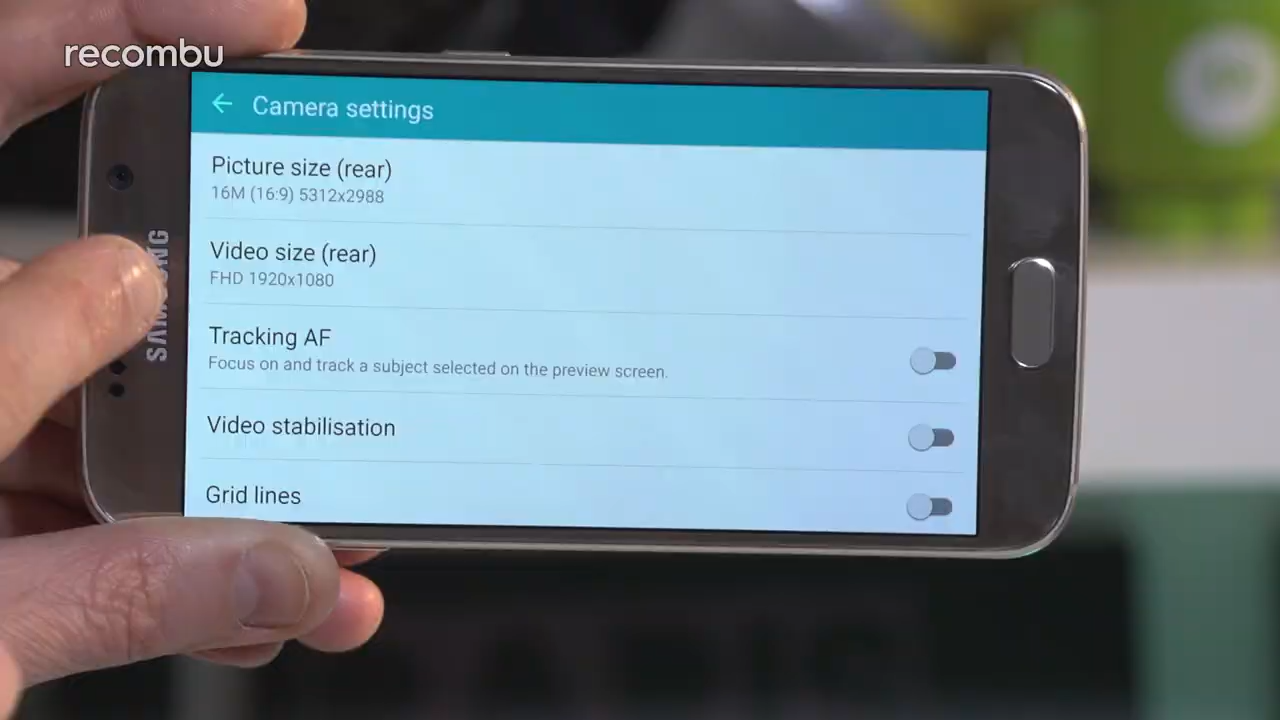 recombu
Camera settings
Picture size (rear)
16M (16:9) 5312x2988
Video size (rear)
FHD 1920x1080
Tracking AF
Focus on and track a subject selected on the preview screen.
Video stabilisation
Grid lines
SAMSUNG